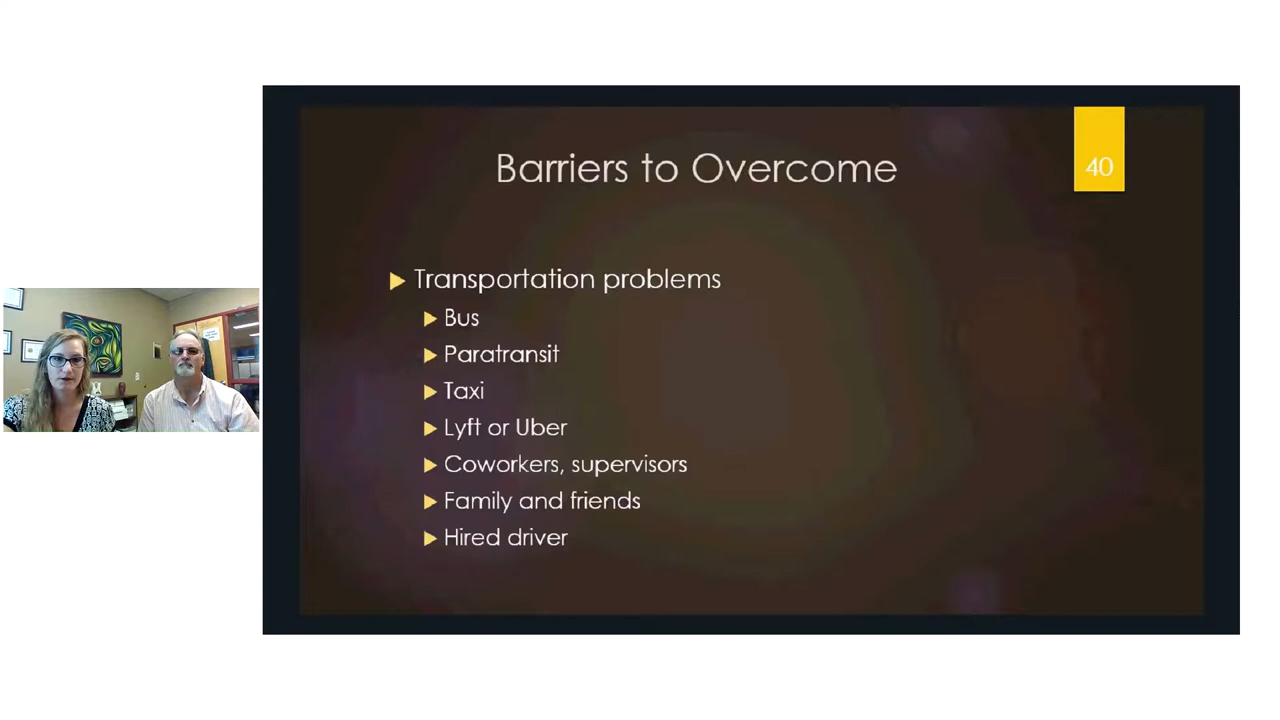 Barriers to Overcome
40
Transportation problems
Bus
Paratransit
Taxi
Lyft or Uber
Coworkers, supervisors
Family and friends
Hired driver